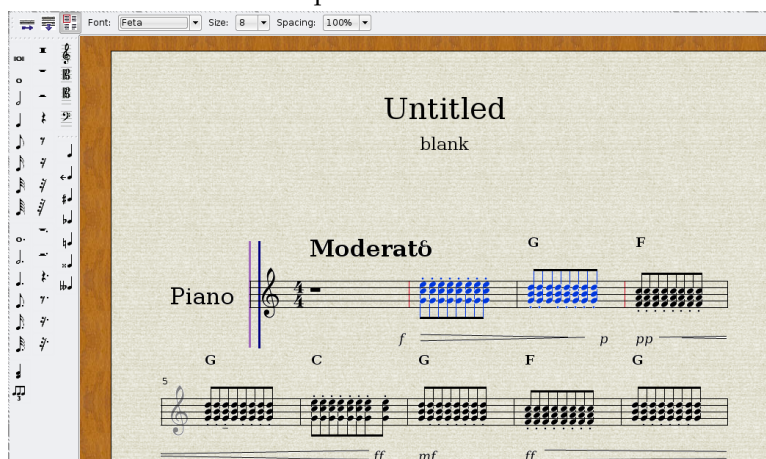 Font: Feta Size: 8 Spacing: 100%
Untitled
blank
Moderato G F
Piano
f p pp
G C G F G
5
ff mf ff